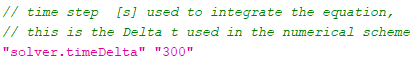 // time step [s] used to integrate the equation,
// this is the Delta t used in the numerical scheme
"solver.timeDelta" "300"